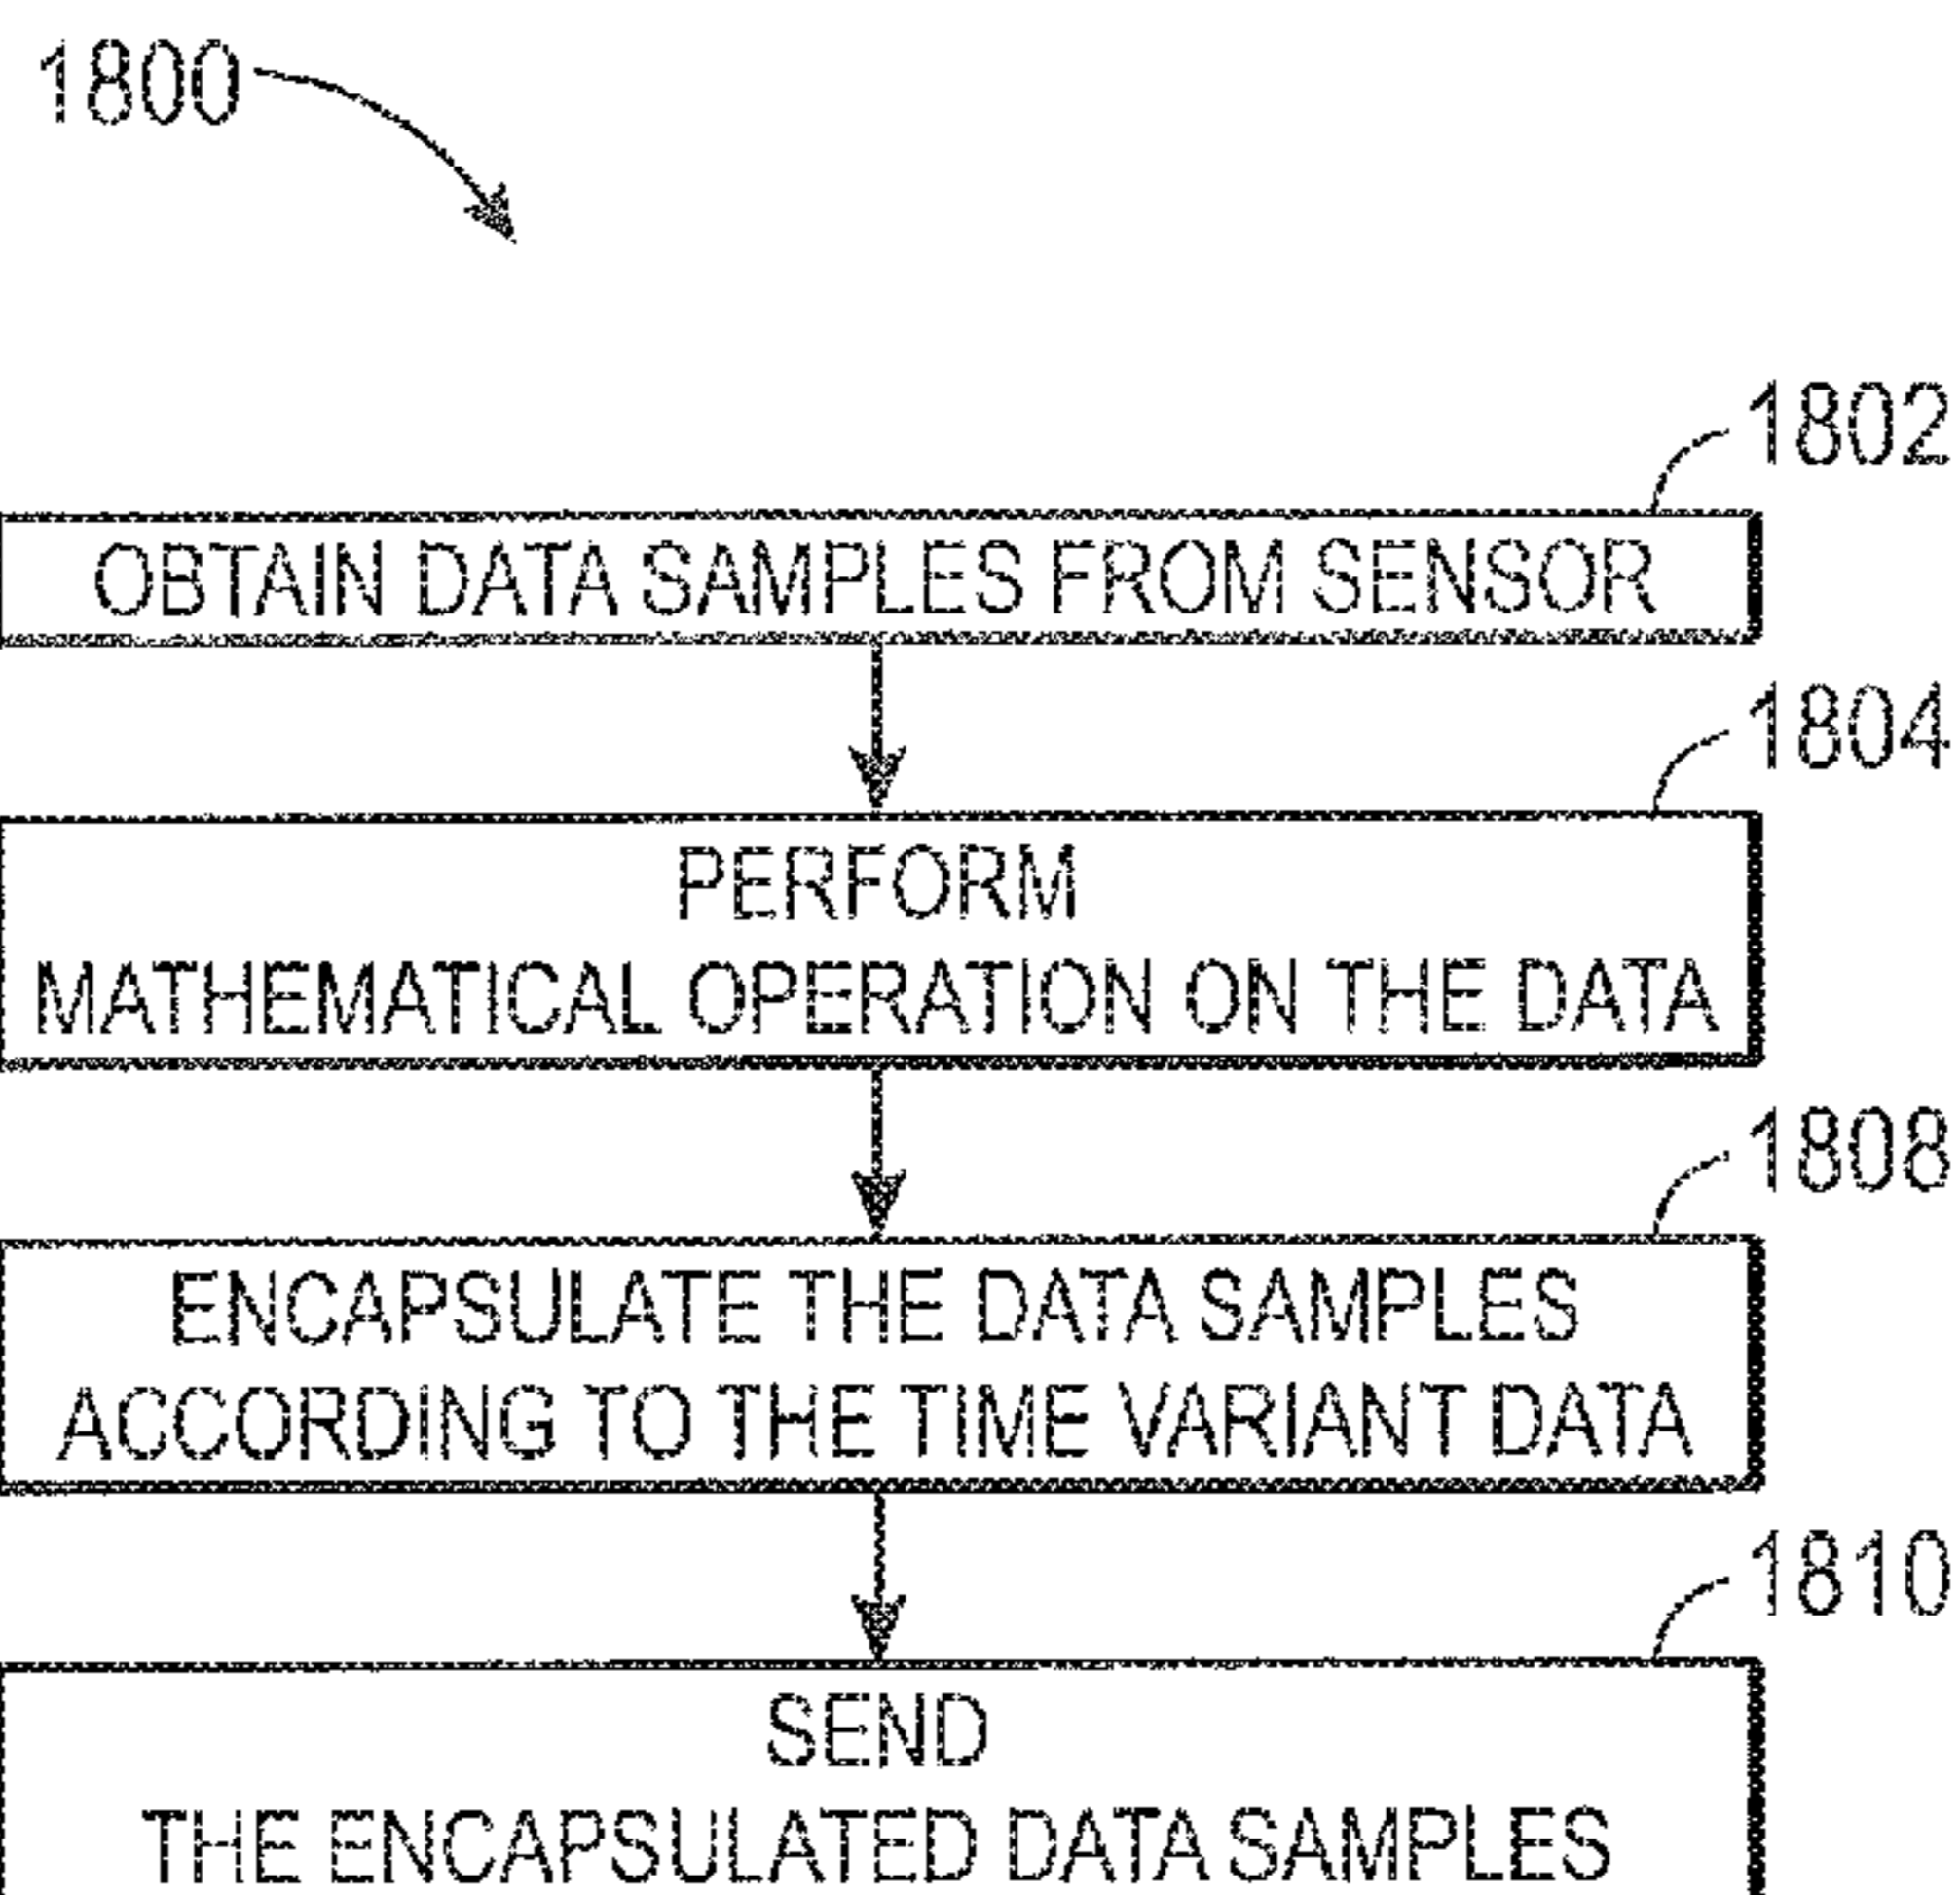 1800
1802
OBTAIN DATA SAMPLES FROM SENSOR
1804
PERFORM
MATHEMATICAL OPERATION ON THE DATA
1808
ENCAPSULATE THE DATA SAMPLES
ACCORDING TO THE TIME VARIANT DATA
1810
SEND
THE ENCAPSULATED DATA SAMPLES